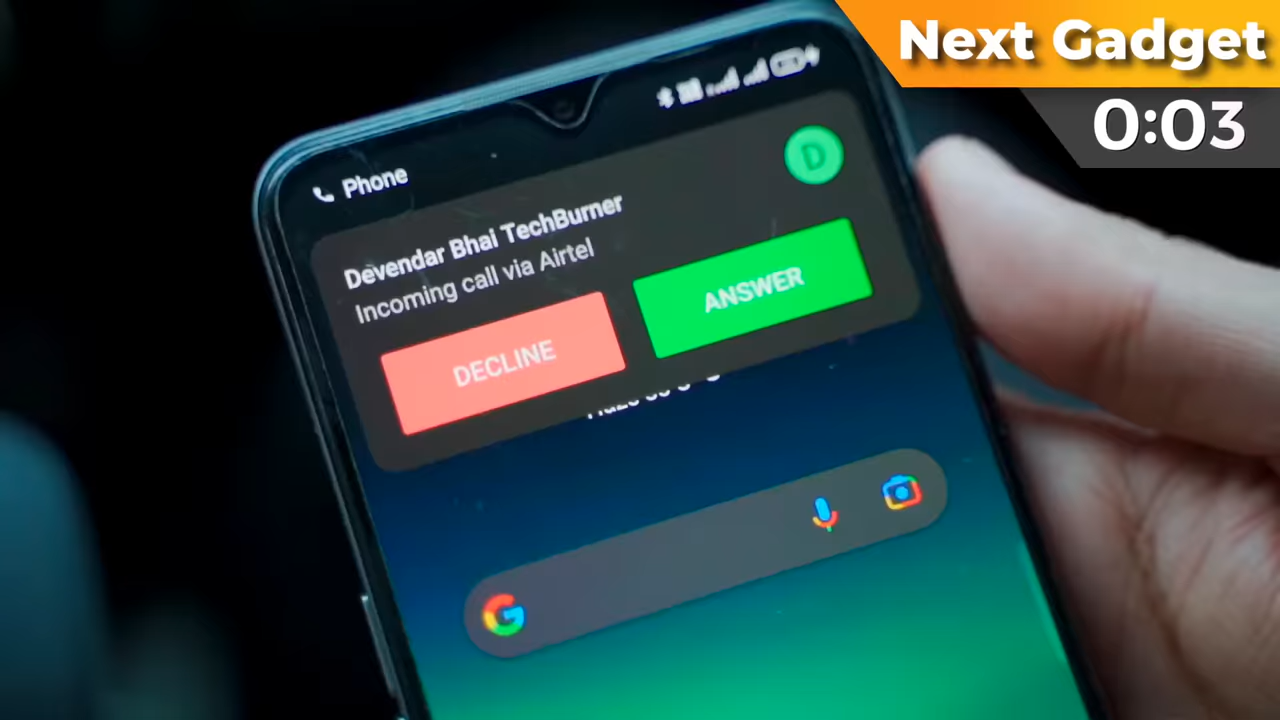 Next Gadget
0:03
Phone
D
Devendar Bhai TechBurner
Incoming call via Airtel
DECLINE
ANSWER
G